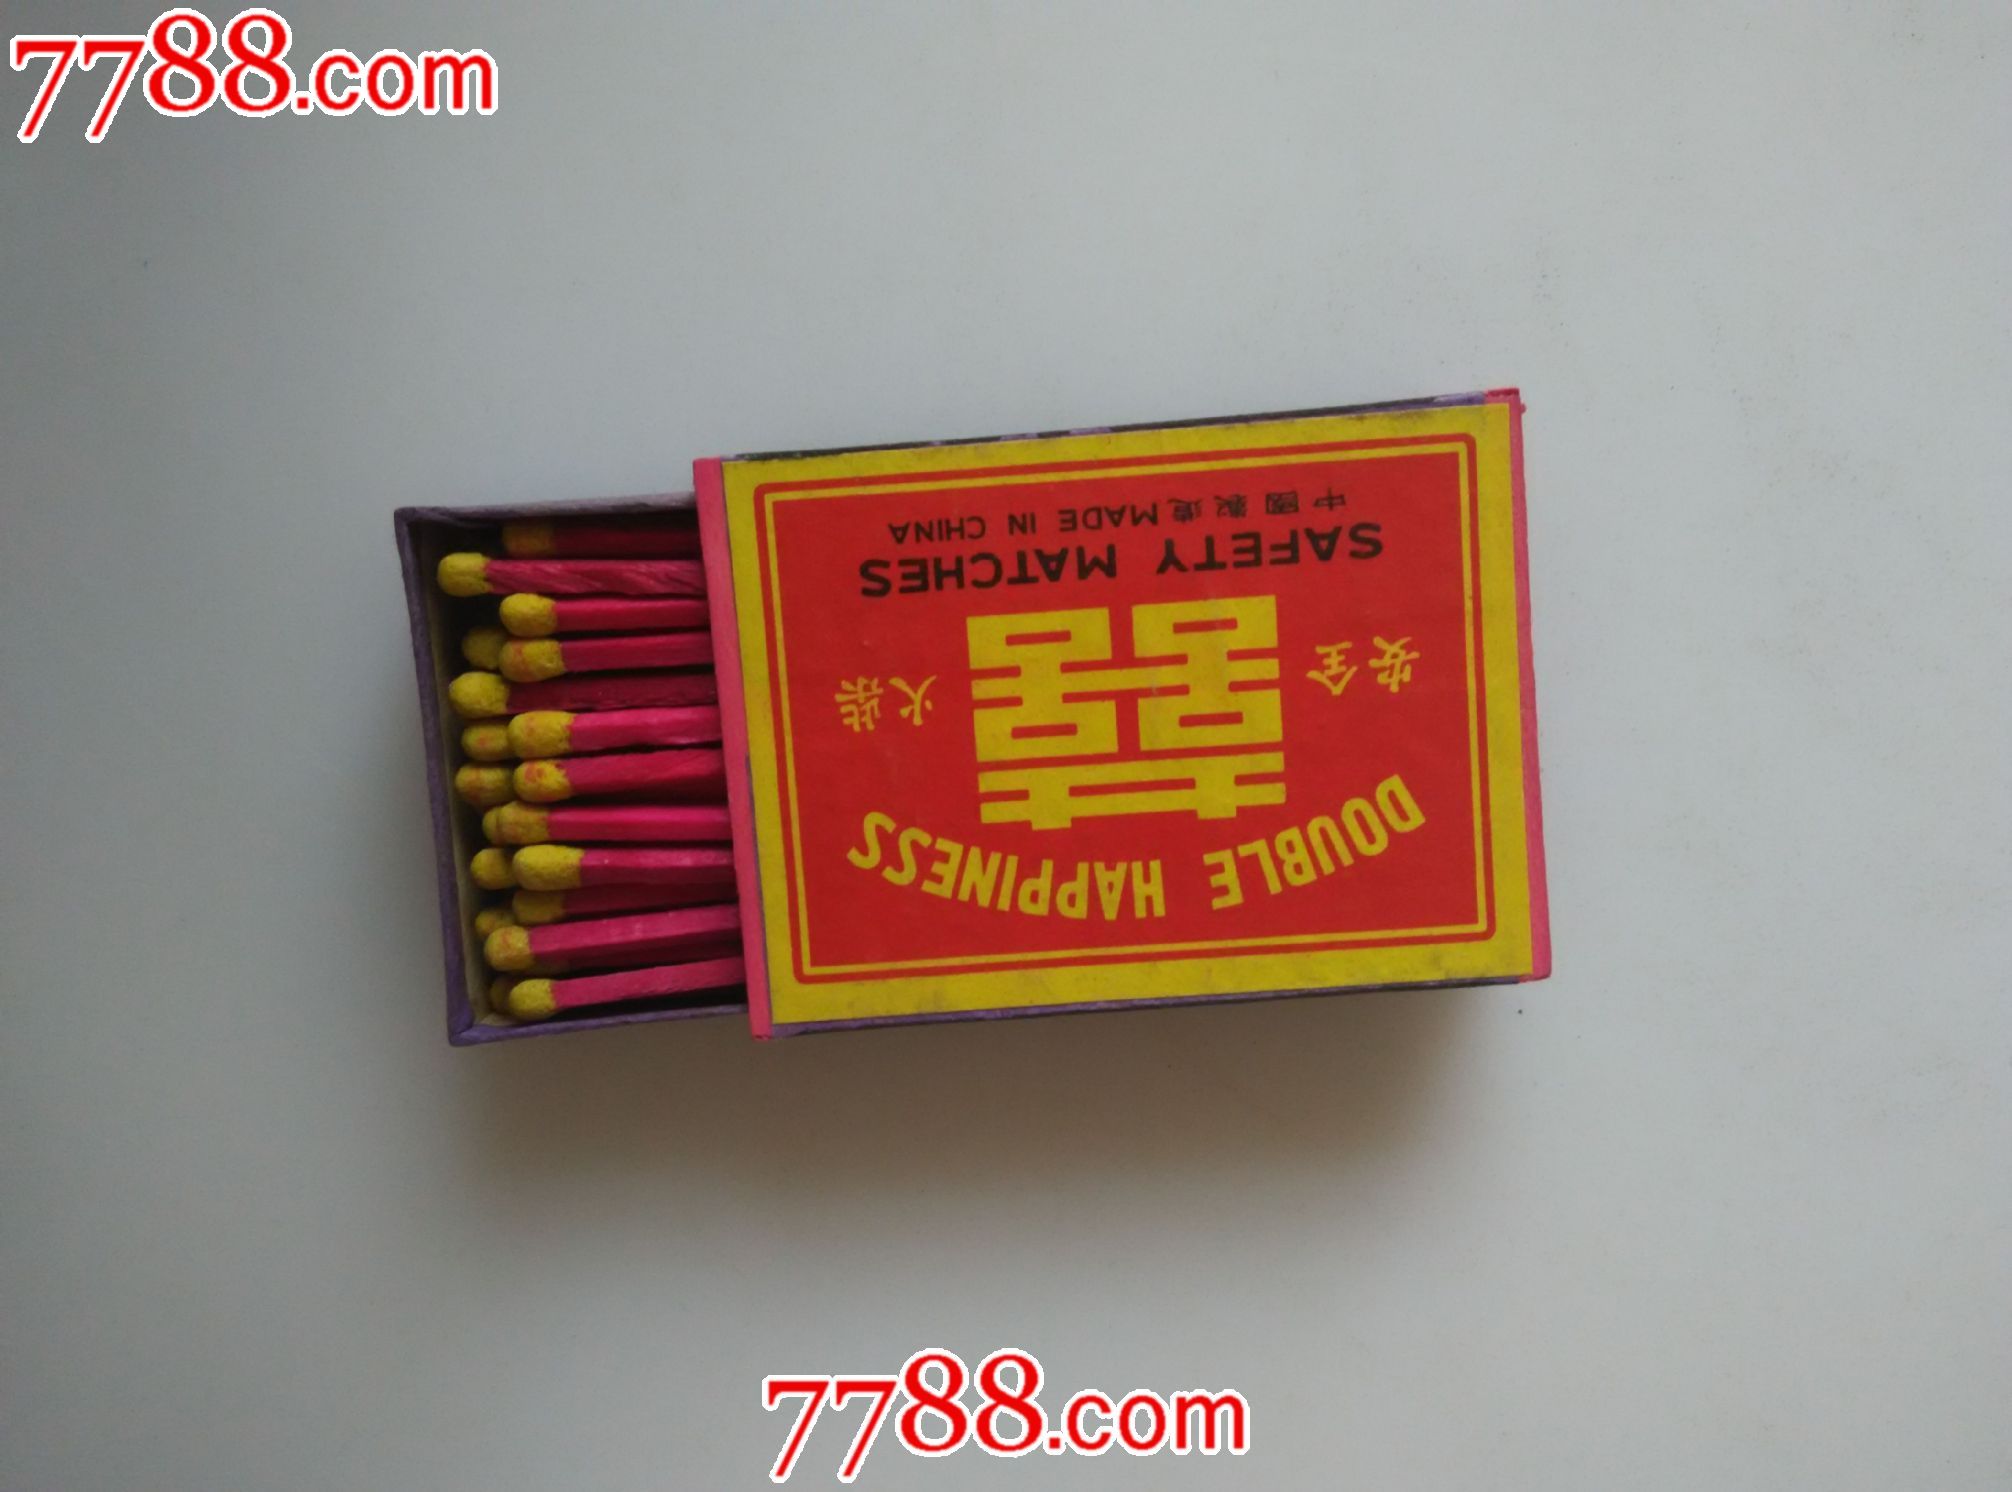 7788.com
DOUBLE HAPPINESS
安全 囍 火柴
SAFETY MATCHES
中國製造 MADE IN CHINA
7788.com